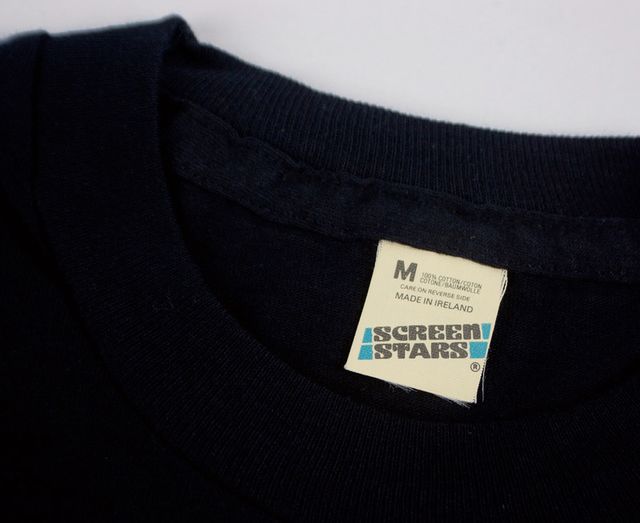 M 100% COTTON/COTON
COTONE/BAUMWOLLE
CARE ON REVERSE SIDE
MADE IN IRELAND
SCREEN
STARS
®